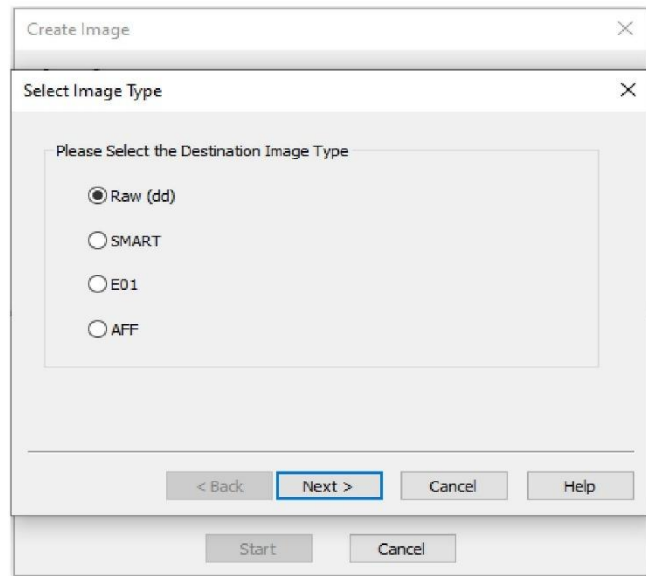 Create Image
Select Image Type
Please Select the Destination Image Type
Raw (dd)
SMART
E01
AFF
< Back Next > Cancel Help
Start Cancel